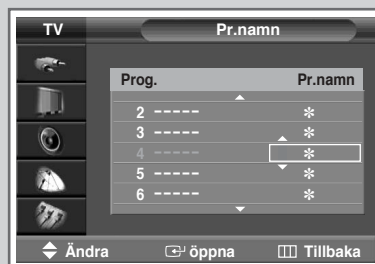 TV Pr.namn
Prog. Pr.namn
2 ----- *
3 ----- *
4 ----- *
5 ----- *
6 ----- *
Ändra öppna Tillbaka